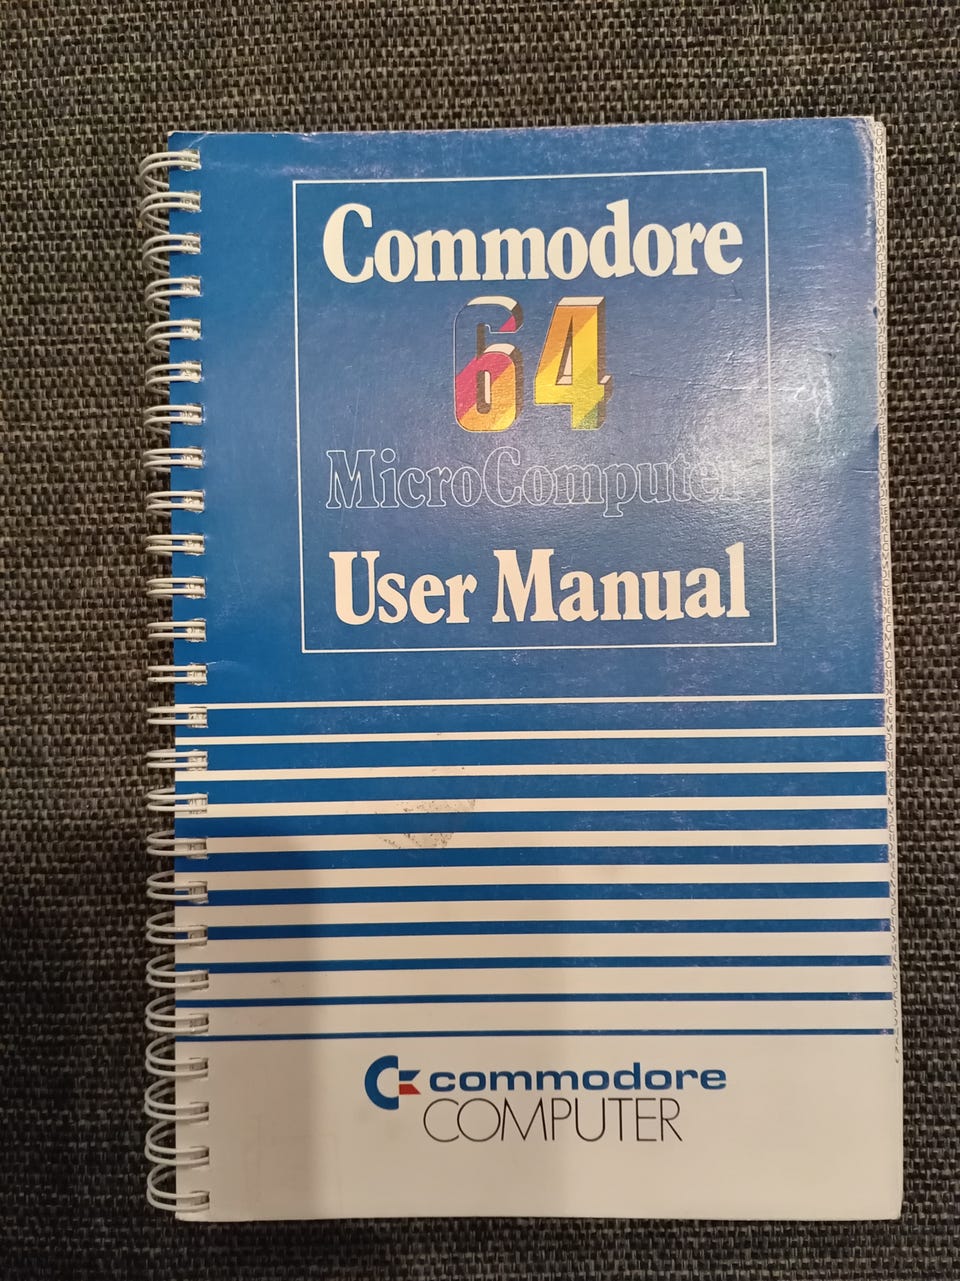 Commodore
64
MicroComputer
User Manual
commodore
COMPUTER